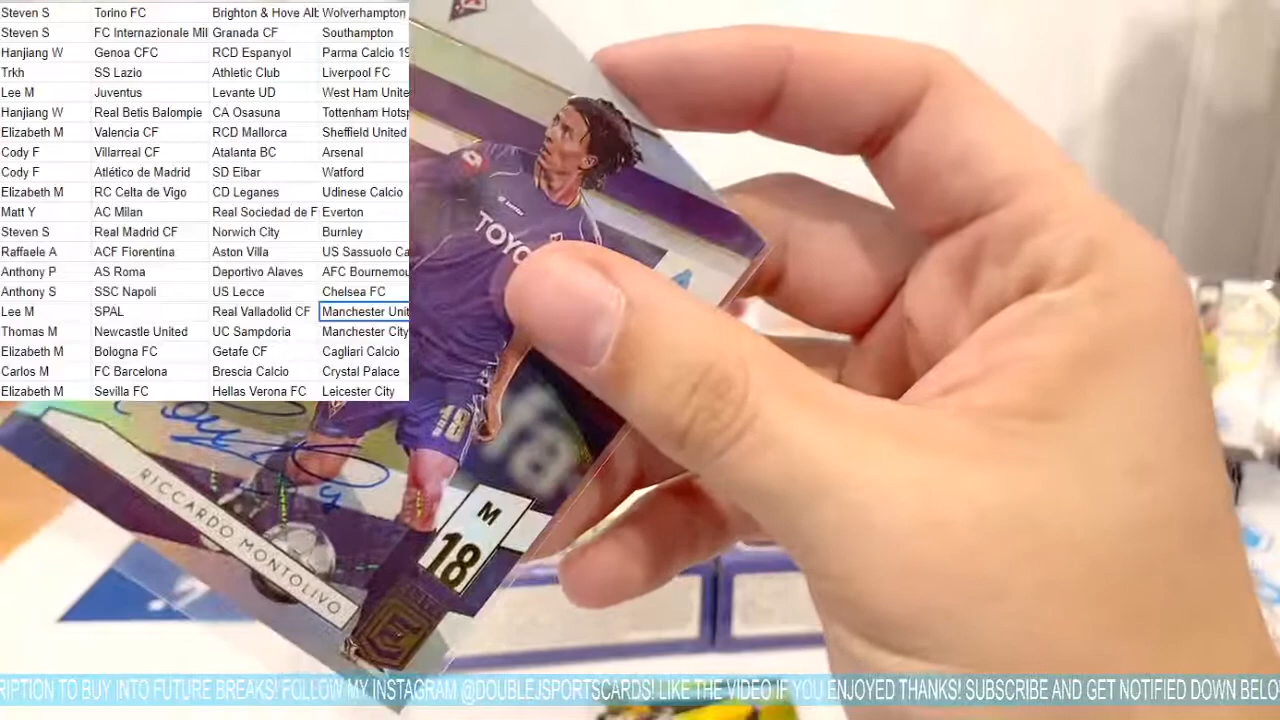 Steven S Torino FC Brighton & Hove Alb Wolverhampton
Steven S FC Internazionale Mil Granada CF Southampton
Hanjiang W Genoa CFC RCD Espanyol Parma Calcio 19
Trkh SS Lazio Athletic Club Liverpool FC
Lee M Juventus Levante UD West Ham Unite
Hanjiang W Real Betis Balompie CA Osasuna Tottenham Hotsp
Elizabeth M Valencia CF RCD Mallorca Sheffield United
Cody F Villarreal CF Atalanta BC Arsenal
Cody F Atlético de Madrid SD Eibar Watford
Elizabeth M RC Celta de Vigo CD Leganes Udinese Calcio
Matt Y AC Milan Real Sociedad de F Everton
Steven S Real Madrid CF Norwich City Burnley
Raffaele A ACF Fiorentina Aston Villa US Sassuolo Ca
Anthony P AS Roma Deportivo Alaves AFC Bournemou
Anthony S SSC Napoli US Lecce Chelsea FC
Lee M SPAL Real Valladolid CF Manchester Unit
Thomas M Newcastle United UC Sampdoria Manchester City
Elizabeth M Bologna FC Getafe CF Cagliari Calcio
Carlos M FC Barcelona Brescia Calcio Crystal Palace
Elizabeth M Sevilla FC Hellas Verona FC Leicester City
TOYO
RICCARDO MONTOLIVO
M
18
RIPTION TO BUY INTO FUTURE BREAKS! FOLLOW MY INSTAGRAM @DOUBLEJSPORTSCARDS! LIKE THE VIDEO IF YOU ENJOYED THANKS! SUBSCRIBE AND GET NOTIFIED DOWN BELO